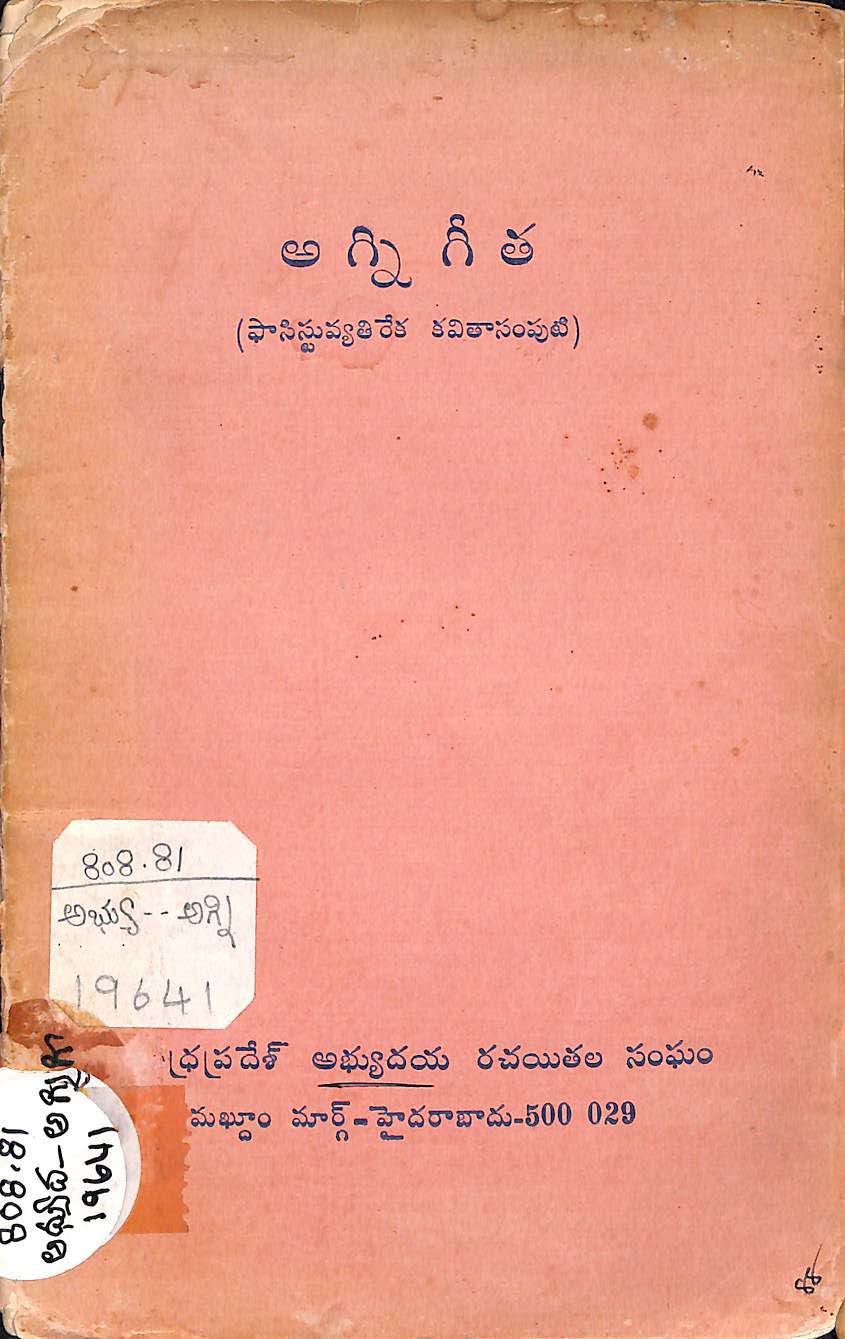 అగ్ని గీత
(ఫాసిస్టువ్యతిరేక కవితాసంపుటి)
808.81
అభ్యు -- అగ్ని
19641
ధ్రప్రదేశ్ అభ్యుదయ రచయితల సంఘం
మఖ్దూం మార్గ్-హైదరాబాదు-500 029
808.81
19641